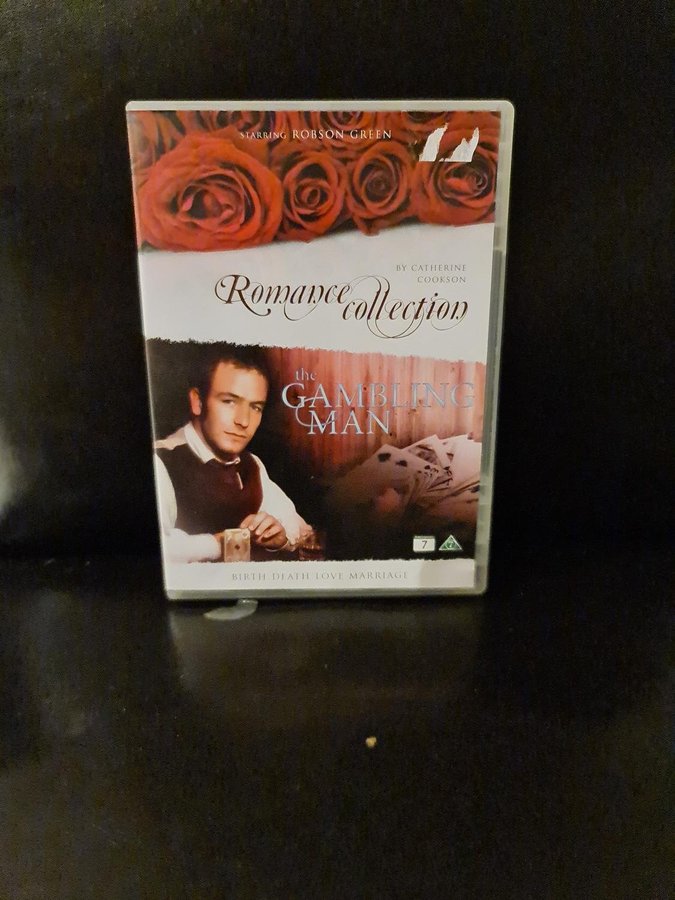 STARRING ROBSON GREEN
BY CATHERINE
COOKSON
Romance
collection
the
GAMBLING
MAN
7
BIRTH DEATH LOVE MARRIAGE